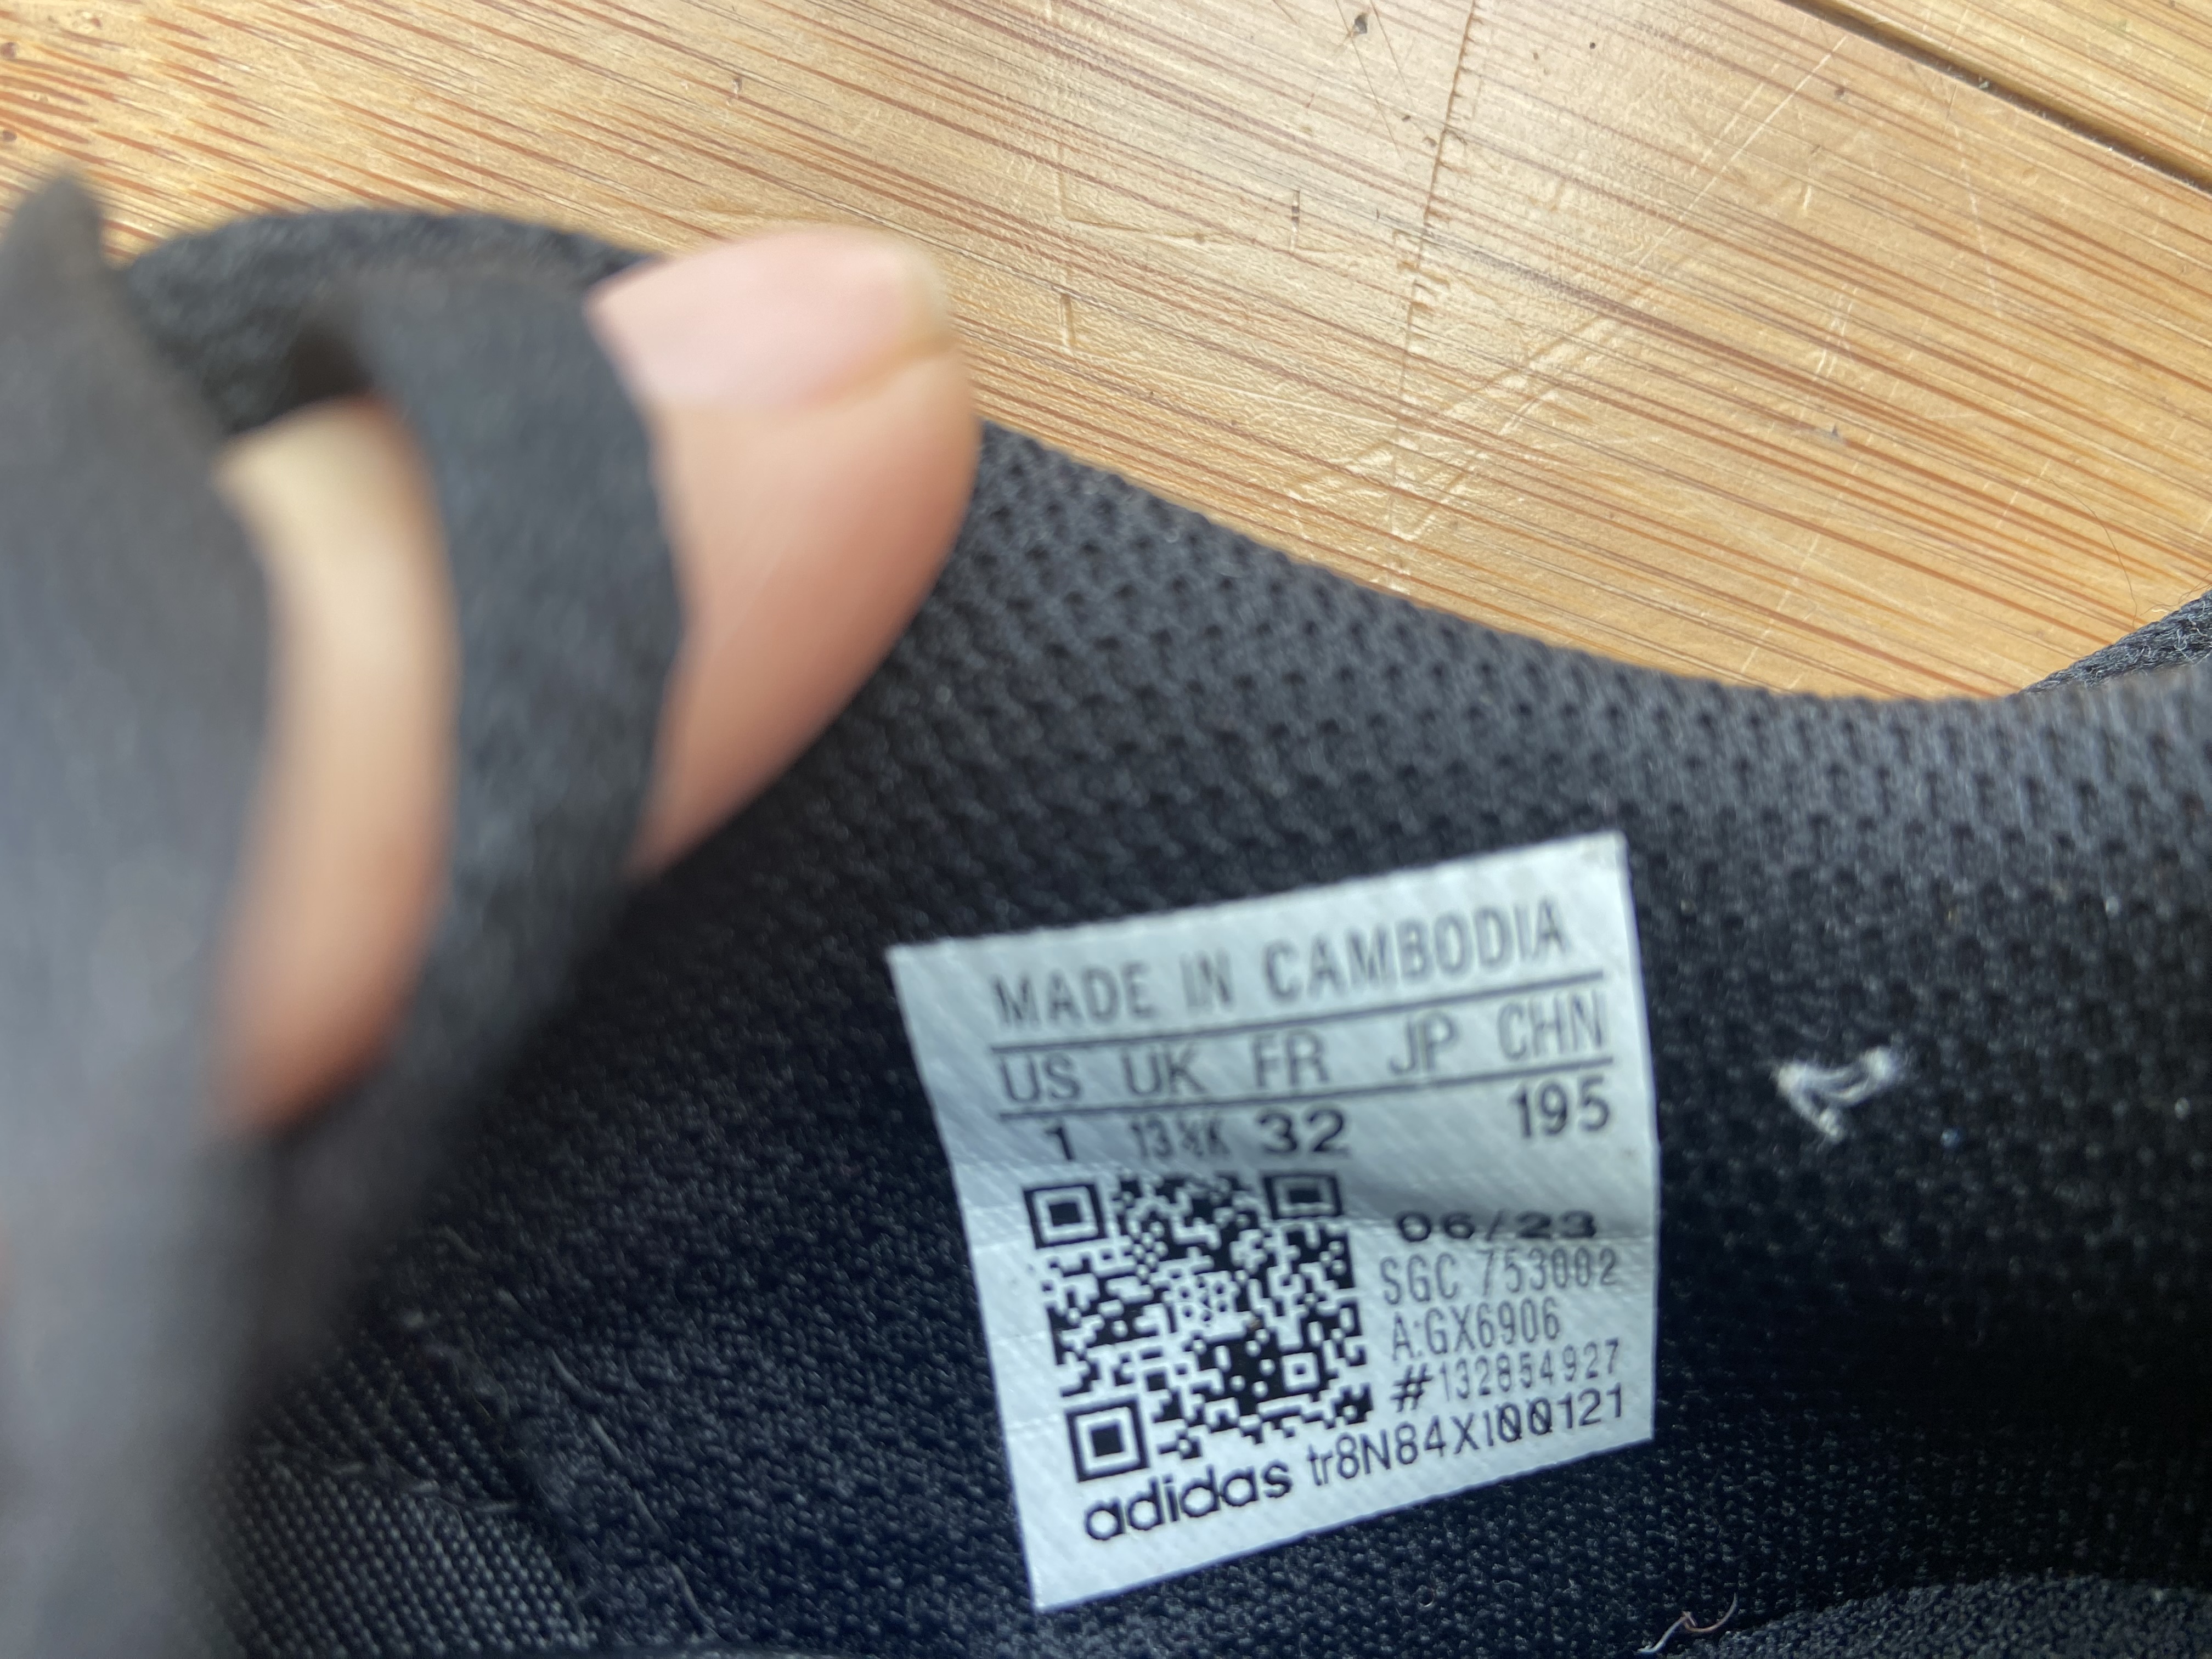 MADE IN CAMBODIA
US UK FR JP CHN
1 13½K 32 195
06/23
SGC 753002
A:GX6906
#132854927
adidas tr8N84XI00121